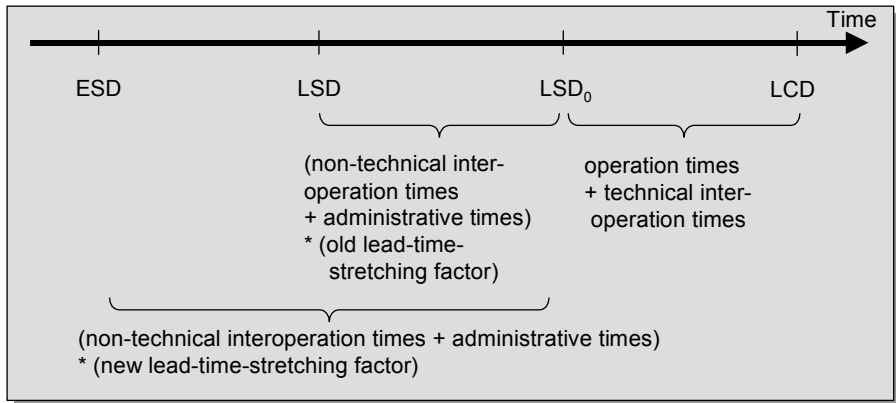 Time
ESD LSD LSD₀ LCD
(non-technical inter-
operation times
+ administrative times)
* (old lead-time-
stretching factor)
operation times
+ technical inter-
operation times
(non-technical interoperation times + administrative times)
* (new lead-time-stretching factor)